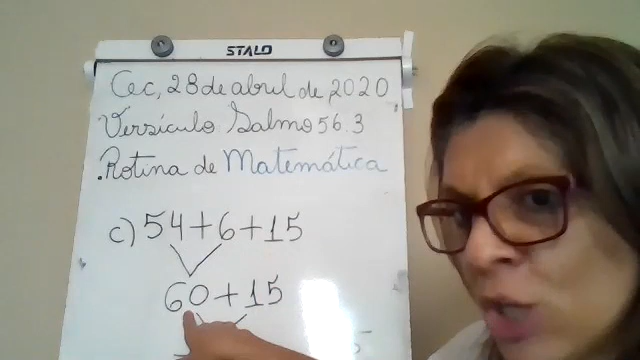 STALO
Cec, 28 de abril de 2020
Versículo Salmo 56.3
.Rotina de Matemática
c) 54+6+15
60+15